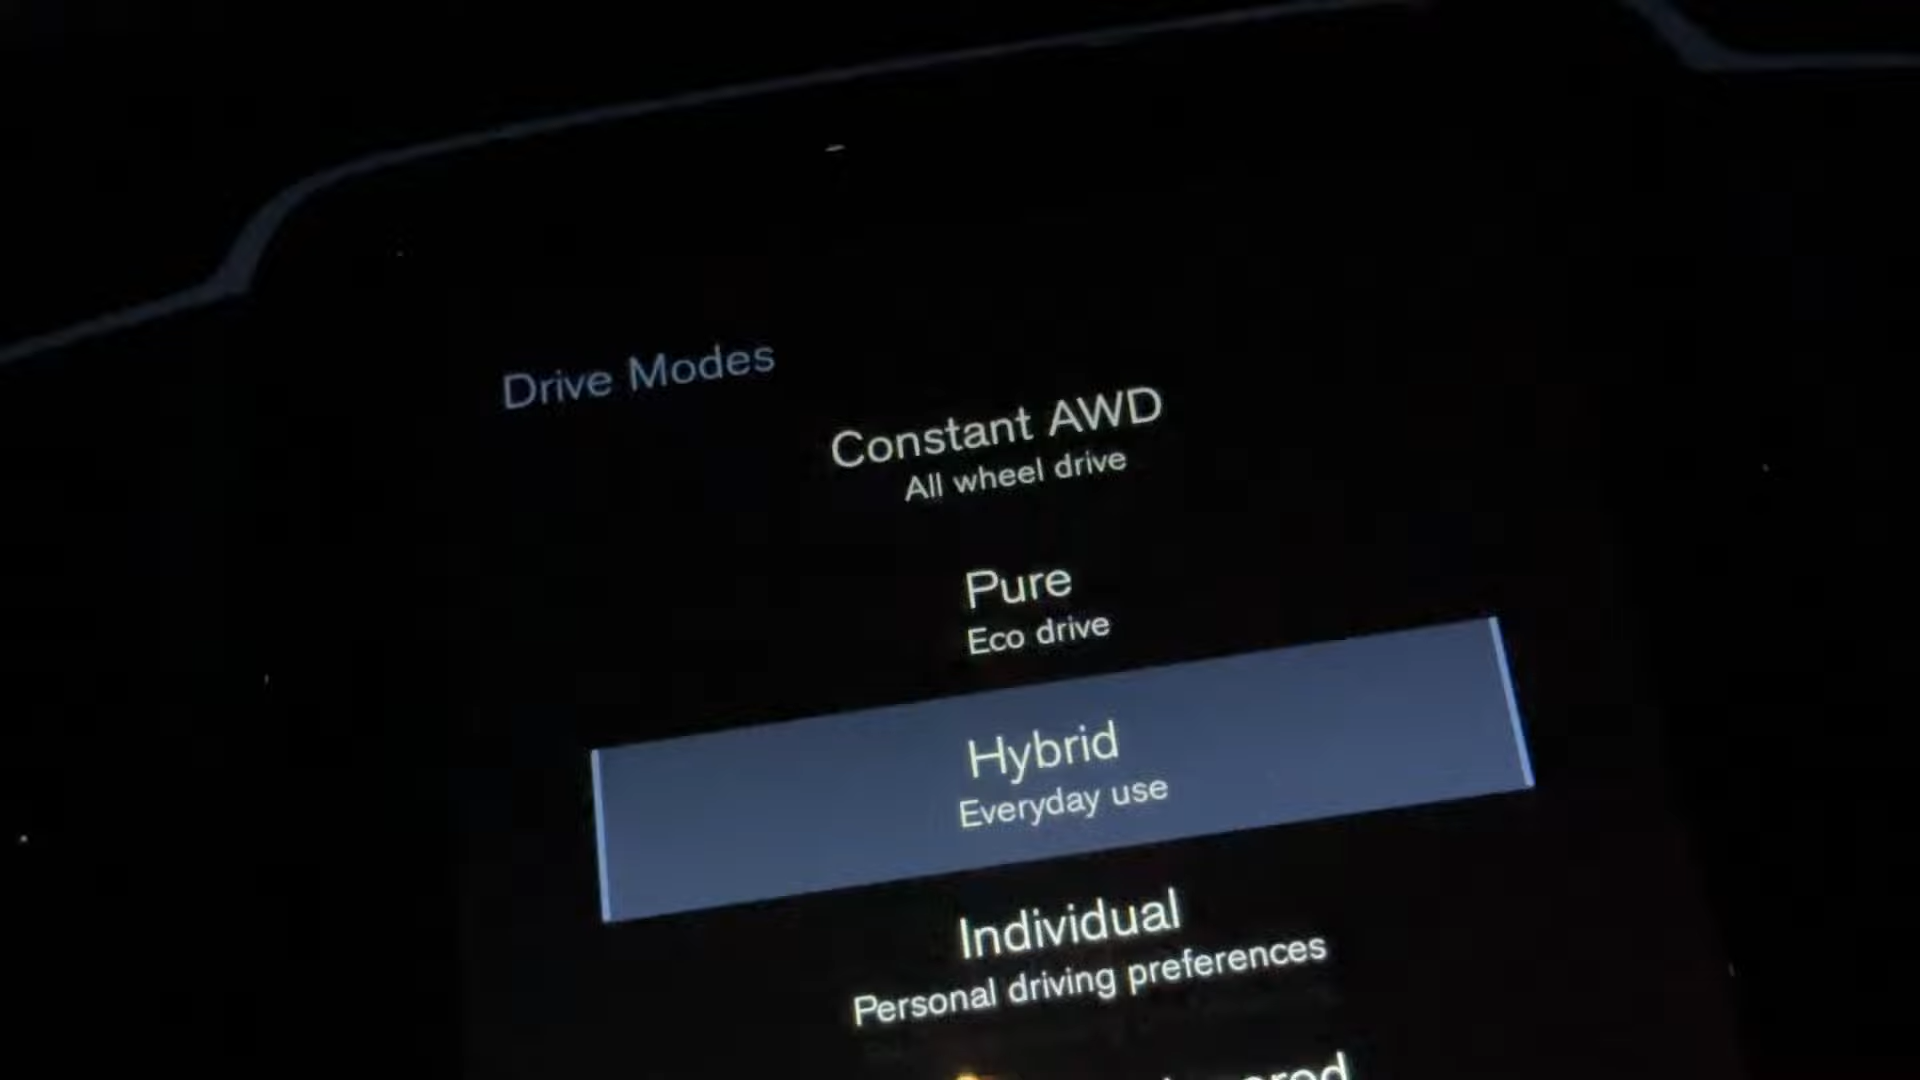 Drive Modes
Constant AWD
All wheel drive
Pure
Eco drive
Hybrid
Everyday use
Individual
Personal driving preferences